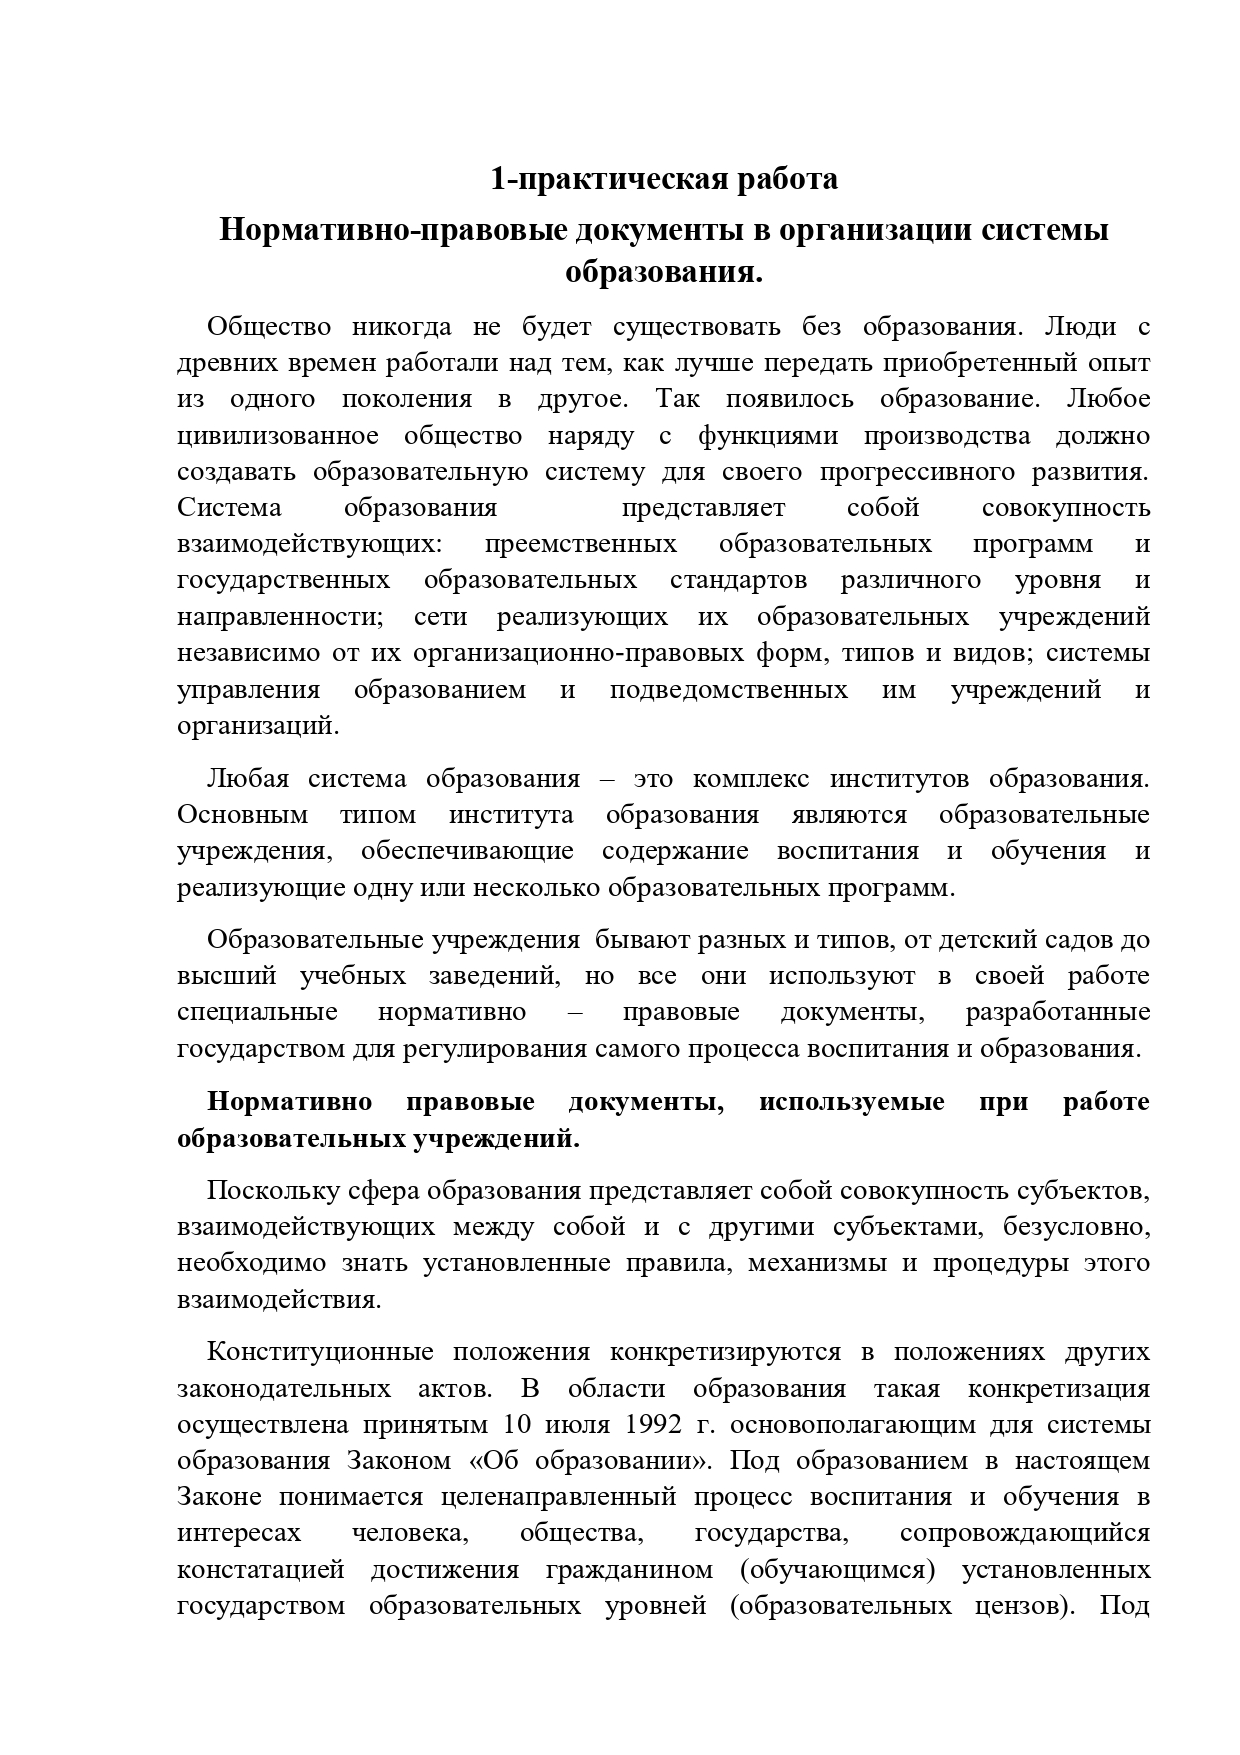 1-практическая работа
Нормативно-правовые документы в организации системы
образования.
Общество никогда не будет существовать без образования. Люди с
древних времен работали над тем, как лучше передать приобретенный опыт
из одного поколения в другое. Так появилось образование. Любое
цивилизованное общество наряду с функциями производства должно
создавать образовательную систему для своего прогрессивного развития.
Система образования представляет собой совокупность
взаимодействующих: преемственных образовательных программ и
государственных образовательных стандартов различного уровня и
направленности; сети реализующих их образовательных учреждений
независимо от их организационно-правовых форм, типов и видов; системы
управления образованием и подведомственных им учреждений и
организаций.
Любая система образования – это комплекс институтов образования.
Основным типом института образования являются образовательные
учреждения, обеспечивающие содержание воспитания и обучения и
реализующие одну или несколько образовательных программ.
Образовательные учреждения бывают разных и типов, от детский садов до
высший учебных заведений, но все они используют в своей работе
специальные нормативно – правовые документы, разработанные
государством для регулирования самого процесса воспитания и образования.
Нормативно правовые документы, используемые при работе
образовательных учреждений.
Поскольку сфера образования представляет собой совокупность субъектов,
взаимодействующих между собой и с другими субъектами, безусловно,
необходимо знать установленные правила, механизмы и процедуры этого
взаимодействия.
Конституционные положения конкретизируются в положениях других
законодательных актов. В области образования такая конкретизация
осуществлена принятым 10 июля 1992 г. основополагающим для системы
образования Законом «Об образовании». Под образованием в настоящем
Законе понимается целенаправленный процесс воспитания и обучения в
интересах человека, общества, государства, сопровождающийся
констатацией достижения гражданином (обучающимся) установленных
государством образовательных уровней (образовательных цензов). Под